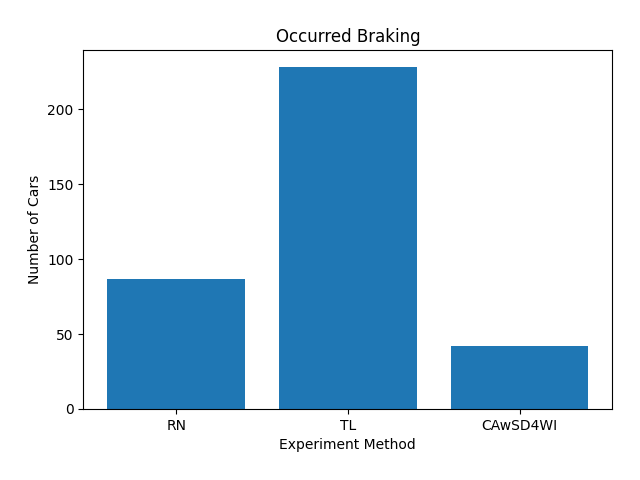 Occurred Braking
Number of Cars
200
150
100
50
0
RN TL CAwSD4WI
Experiment Method